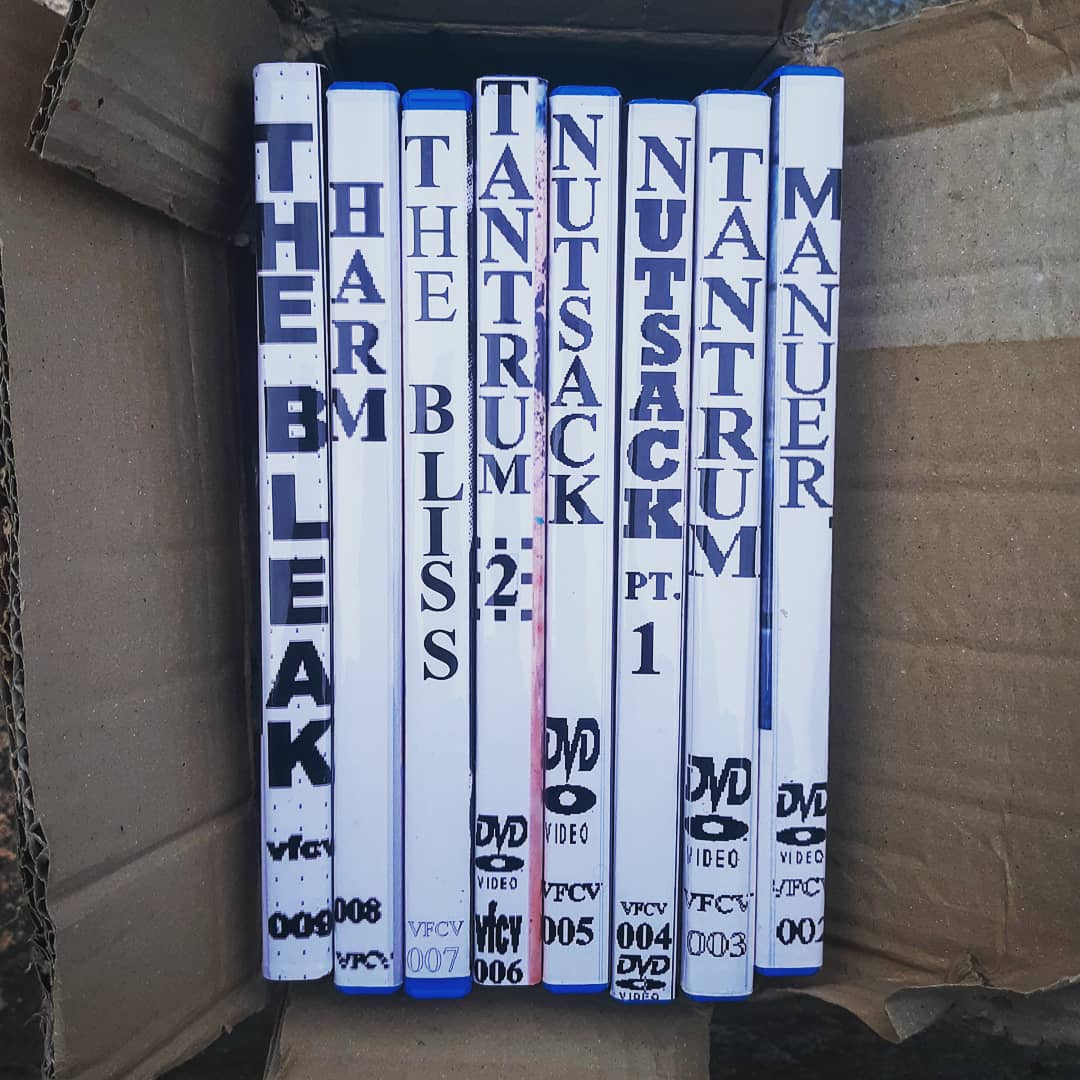 THE BLEAK
vfcv
009
HARM
008
VFCV
THE BLISS
VFCV
007
TANTRUM
2
DVD
VIDEO
vfcv
006
NUTSACK
DVD
VIDEO
VFCV
005
NUTSACK
PT.
1
VFCV
004
DVD
VIDEO
TANTRUM
DVD
VIDEO
VFCV
003
MANUER
DVD
VIDEO
VFCV
002